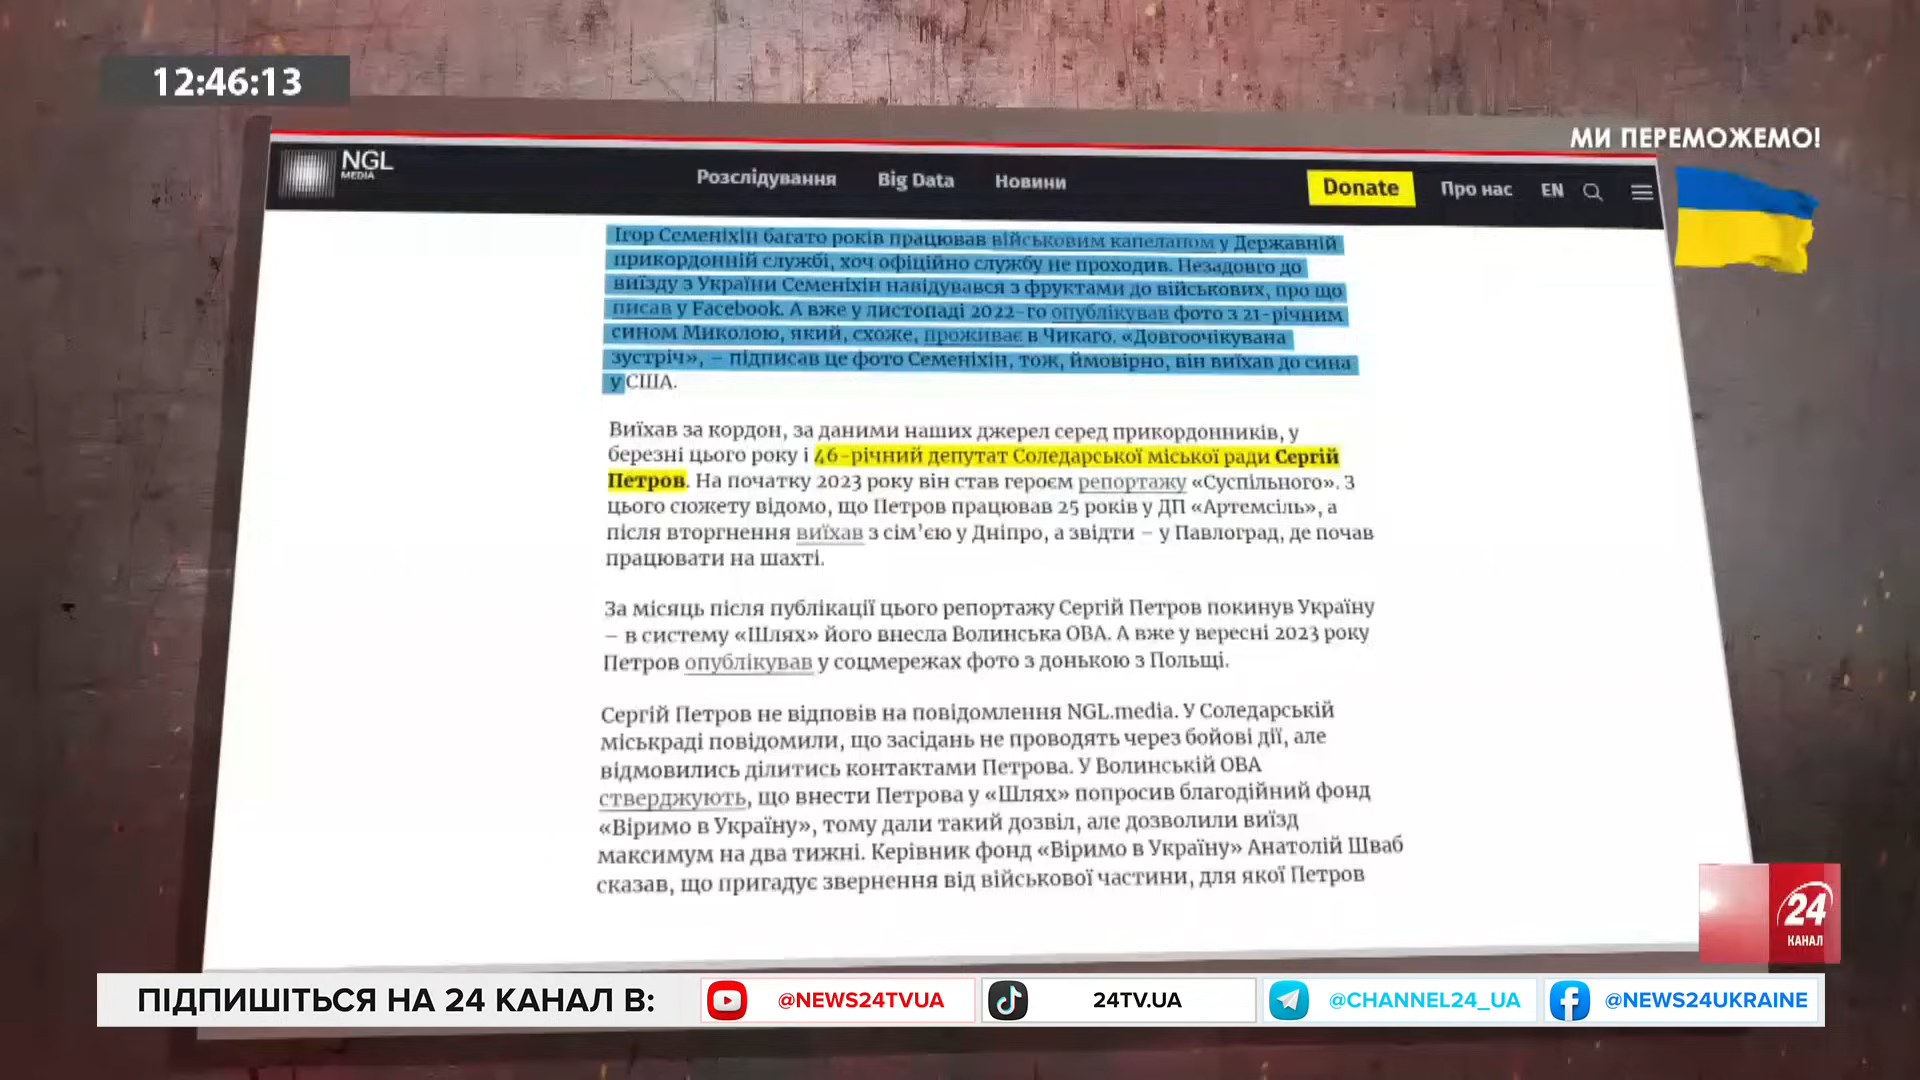 12:46:13
МИ ПЕРЕМОЖЕМО!
NGL
MEDIA
Розслідування Big Data Новини Donate Про нас EN
Ігор Семеніхін багато років працював військовим капеланом у Державній
прикордонній службі, хоч офіційно службу не проходив. Незадовго до
виїзду з України Семеніхін навідувався з фруктами до військових, про що
писав у Facebook. А вже у листопаді 2022-го опублікував фото з 21-річним
сином Миколою, який, схоже, проживає в Чикаго. «Довгоочікувана
зустріч», – підписав це фото Семеніхін, тож, ймовірно, він виїхав до сина
у США.
Виїхав за кордон, за даними наших джерел серед прикордонників, у
березні цього року і 46-річний депутат Соледарської міської ради Сергій
Петров. На початку 2023 року він став героєм репортажу «Суспільного». З
цього сюжету відомо, що Петров працював 25 років у ДП «Артемсіль», а
після вторгнення виїхав з сім’єю у Дніпро, а звідти – у Павлоград, де почав
працювати на шахті.
За місяць після публікації цього репортажу Сергій Петров покинув Україну
– в систему «Шлях» його внесла Волинська ОВА. А вже у вересні 2023 року
Петров опублікував у соцмережах фото з донькою з Польщі.
Сергій Петров не відповів на повідомлення NGL.media. У Соледарській
міськраді повідомили, що засідань не проводять через бойові дії, але
відмовились ділитись контактами Петрова. У Волинській ОВА
стверджують, що внести Петрова у «Шлях» попросив благодійний фонд
«Віримо в Україну», тому дали такий дозвіл, але дозволили виїзд
максимум на два тижні. Керівник фонд «Віримо в Україну» Анатолій Шваб
сказав, що пригадує звернення від військової частини, для якої Петров
24
КАНАЛ
ПІДПИШІТЬСЯ НА 24 КАНАЛ В: @NEWS24TVUA 24TV.UA @CHANNEL24_UA @NEWS24UKRAINE